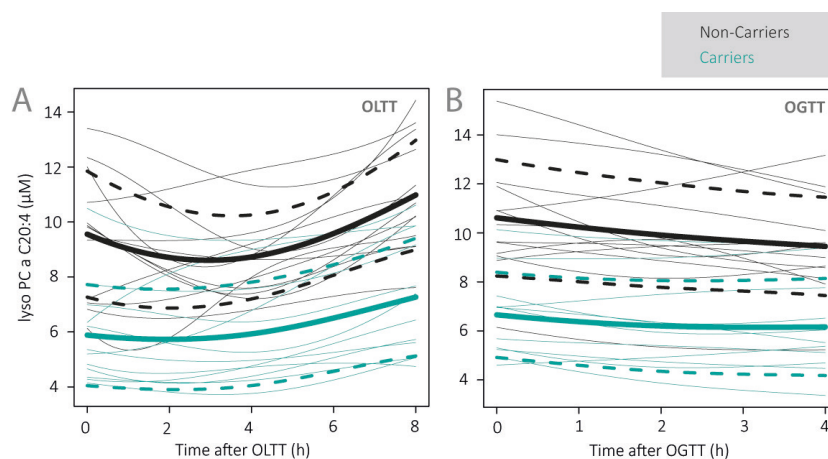 Non-Carriers
Carriers
A
OLTT
14
12
10
8
6
4
0
2
4
6
8
lyso PC a C20:4 (µM)
Time after OLTT (h)
B
OGTT
14
12
10
8
6
4
0
1
2
3
4
Time after OGTT (h)